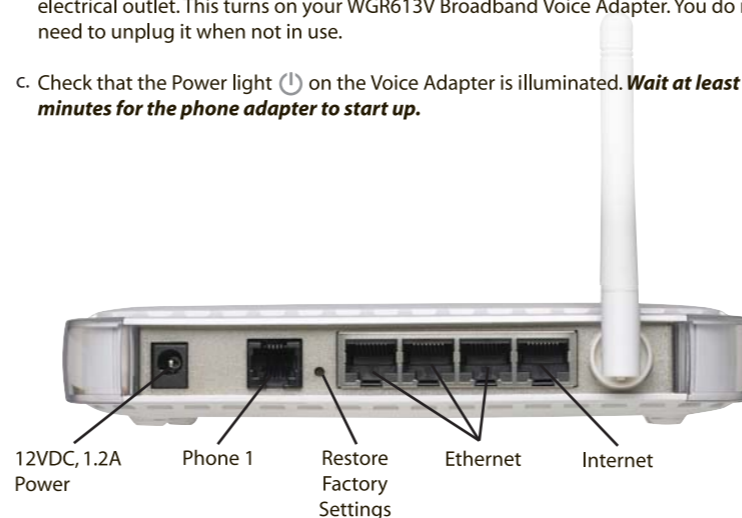 electrical outlet. This turns on your WGR613V Broadband Voice Adapter. You do
need to unplug it when not in use.
c. Check that the Power light on the Voice Adapter is illuminated. Wait at least
minutes for the phone adapter to start up.
12VDC, 1.2A
Power
Phone 1
Restore
Factory
Settings
Ethernet
Internet